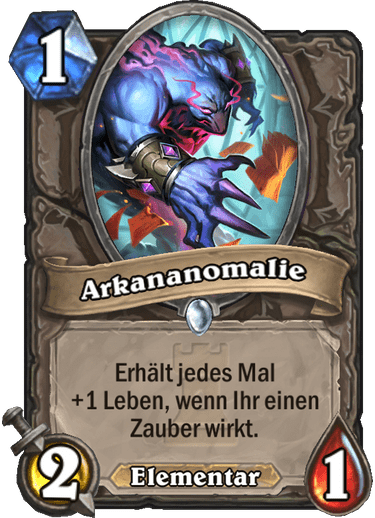 1
Arkananomalie
Erhält jedes Mal
+1 Leben, wenn Ihr einen
Zauber wirkt.
2
Elementar
1